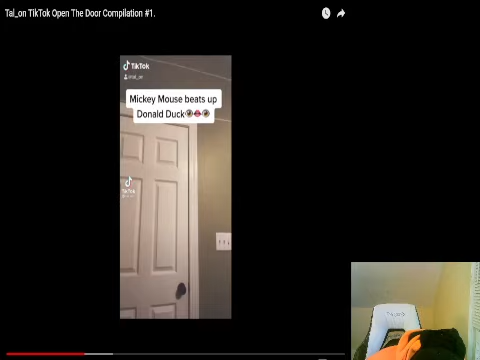 Tal_on TikTok Open The Door Compilation #1.
TikTok
Mickey Mouse beats up
Donald Duck👁👄👁
TikTok